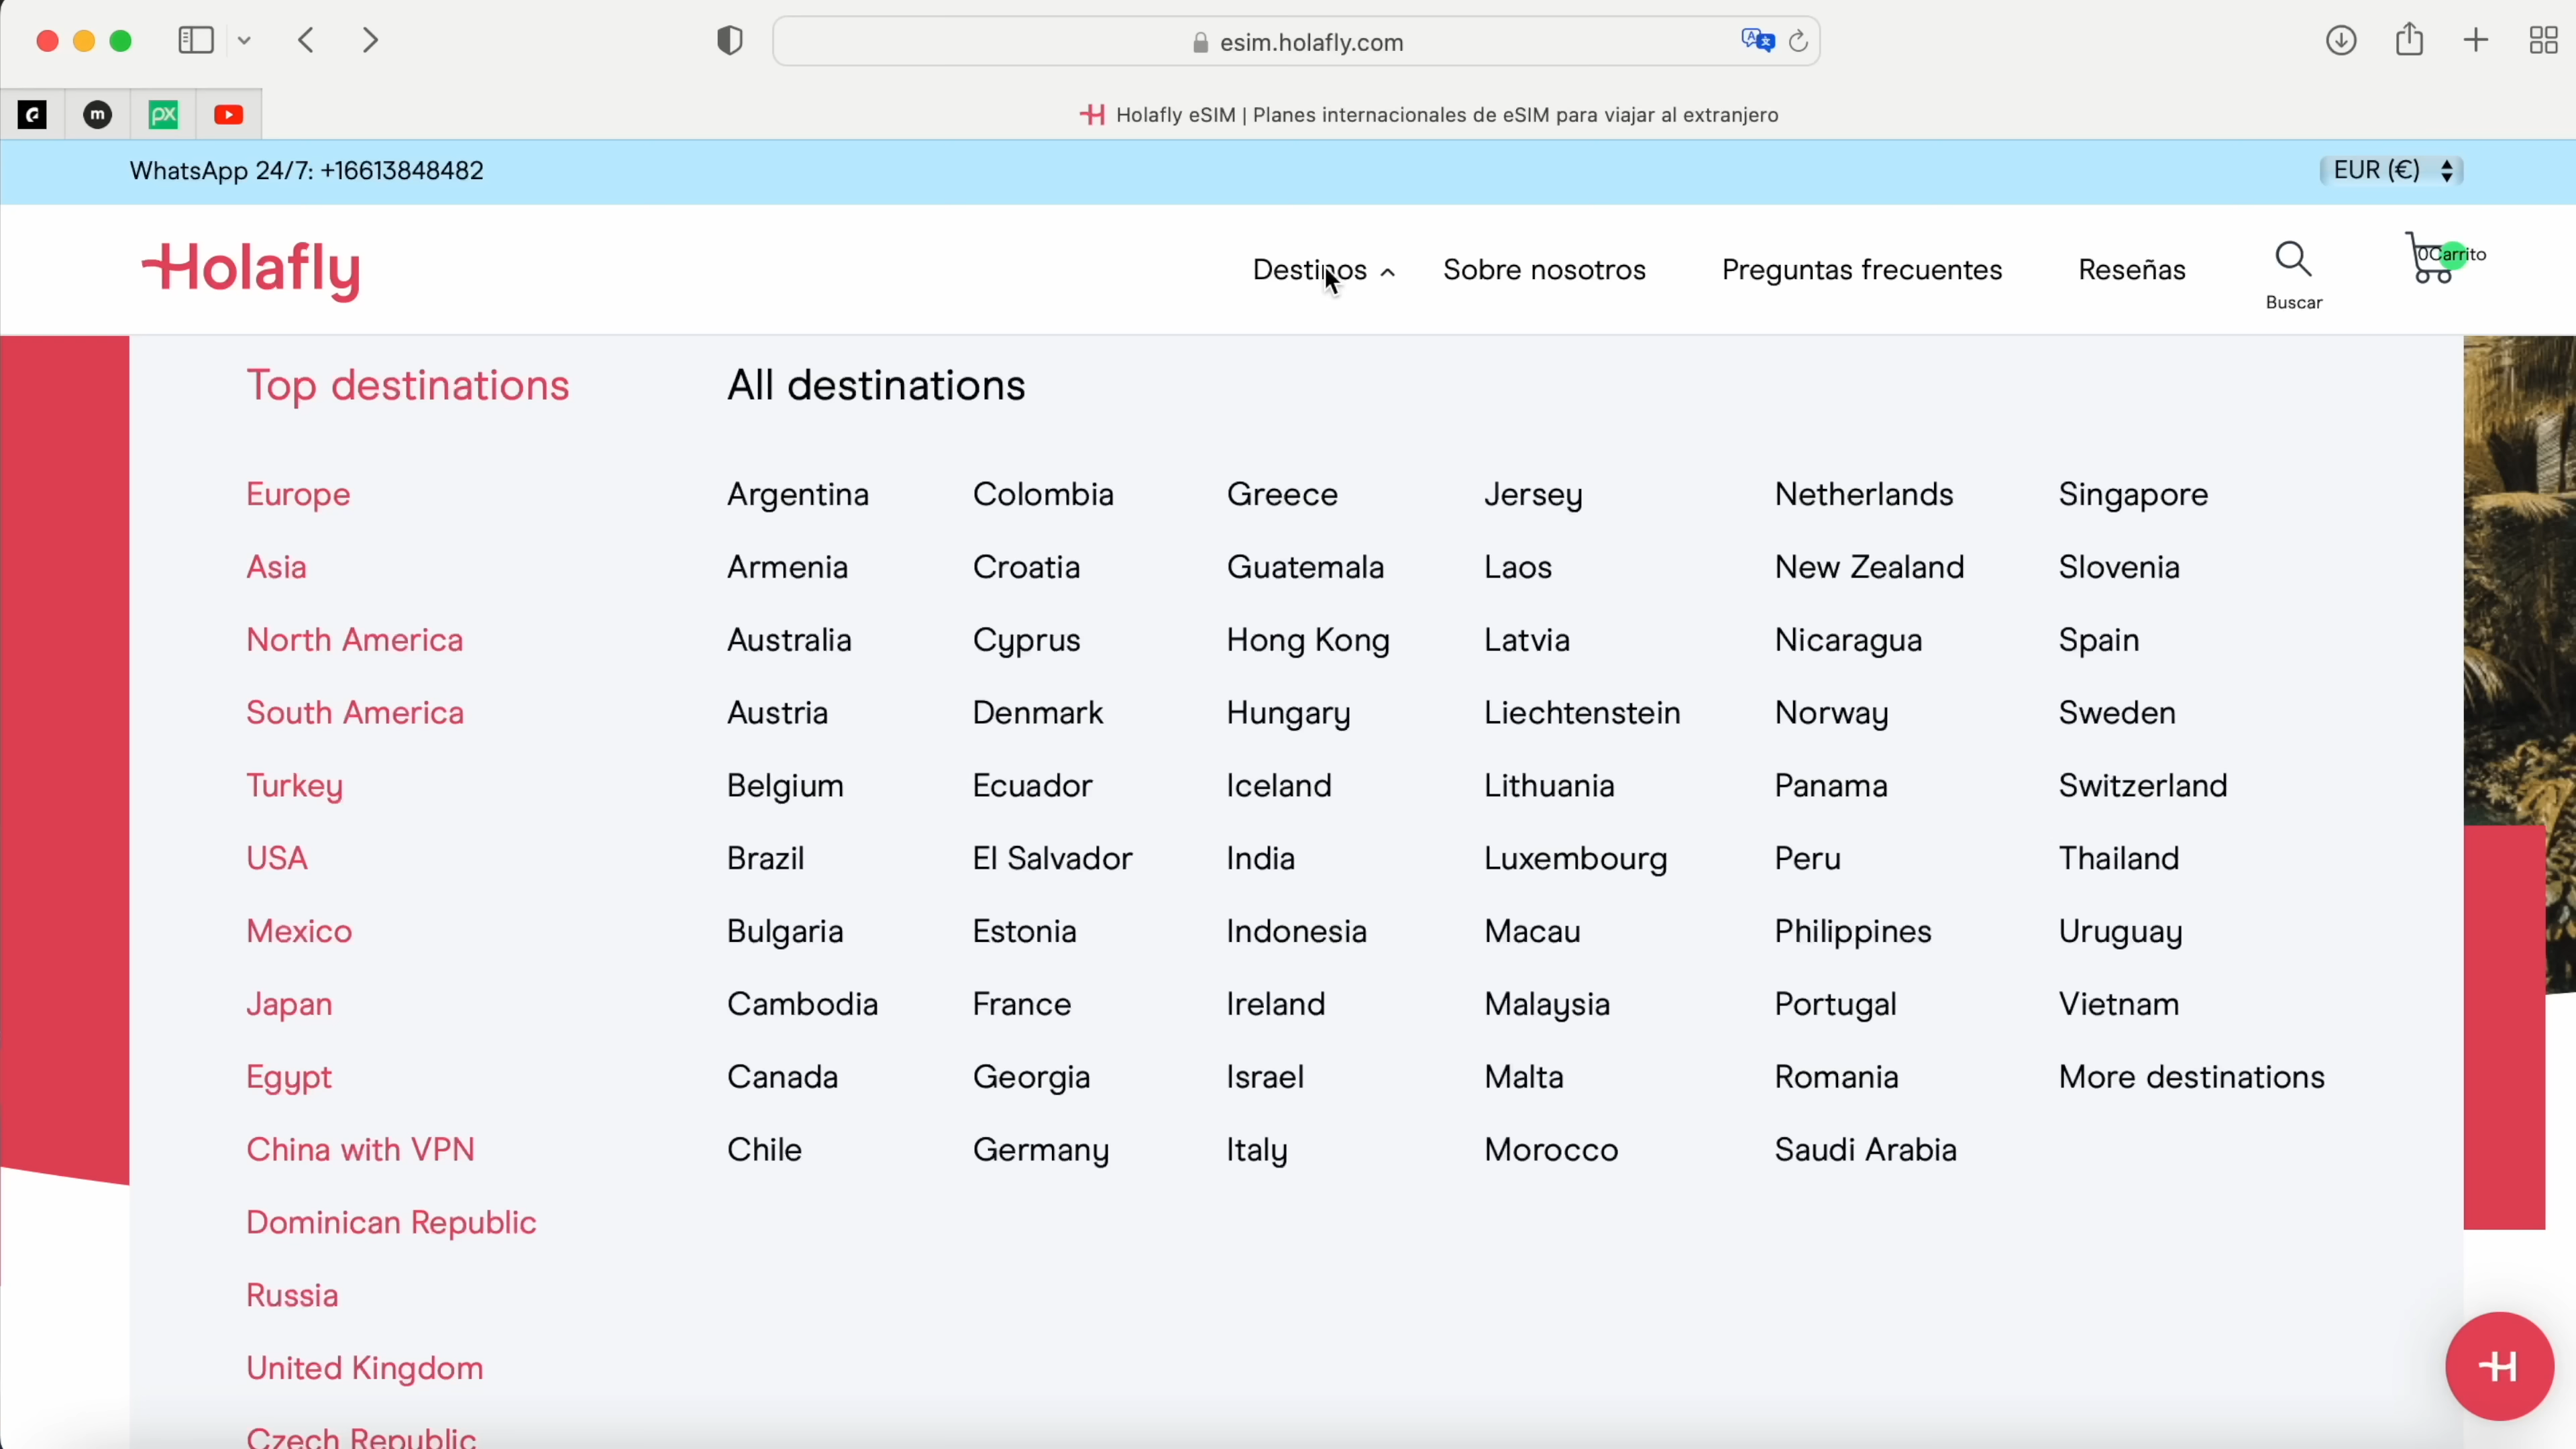 esim.holafly.com
Holafly eSIM | Planes internacionales de eSIM para viajar al extranjero
WhatsApp 24/7: +16613848482
EUR (€)
Holafly
Destinos
Sobre nosotros
Preguntas frecuentes
Reseñas
Buscar
0Carrito
Top destinations
Europe
Asia
North America
South America
Turkey
USA
Mexico
Japan
Egypt
China with VPN
Dominican Republic
Russia
United Kingdom
Czech Republic
All destinations
Argentina
Armenia
Australia
Austria
Belgium
Brazil
Bulgaria
Cambodia
Canada
Chile
Colombia
Croatia
Cyprus
Denmark
Ecuador
El Salvador
Estonia
France
Georgia
Germany
Greece
Guatemala
Hong Kong
Hungary
Iceland
India
Indonesia
Ireland
Israel
Italy
Jersey
Laos
Latvia
Liechtenstein
Lithuania
Luxembourg
Macau
Malaysia
Malta
Morocco
Netherlands
New Zealand
Nicaragua
Norway
Panama
Peru
Philippines
Portugal
Romania
Saudi Arabia
Singapore
Slovenia
Spain
Sweden
Switzerland
Thailand
Uruguay
Vietnam
More destinations